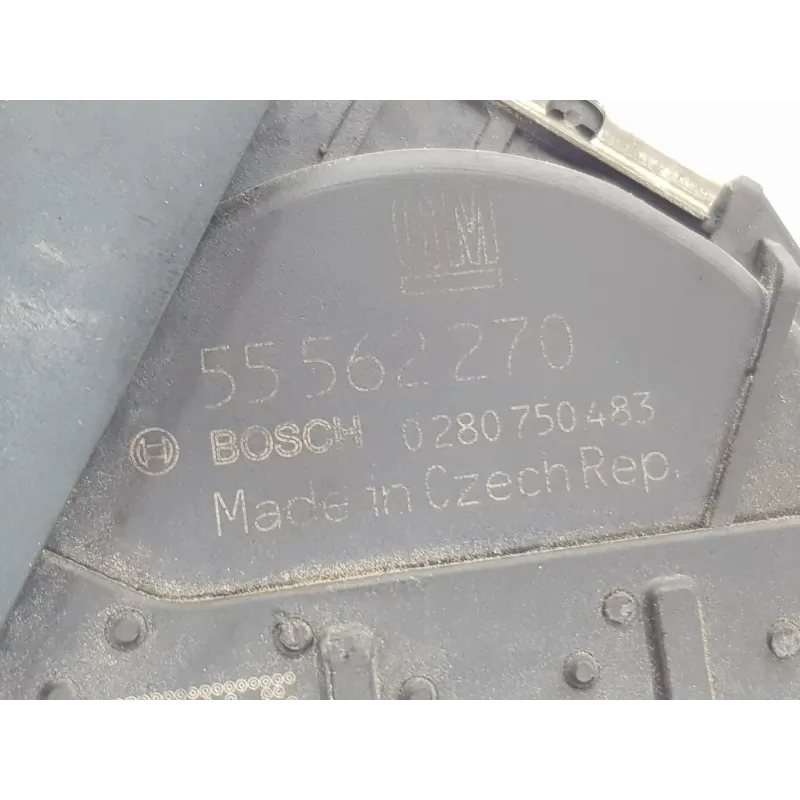 GM
55 562 270
BOSCH 0 280 750 483
Made in Czech Rep.